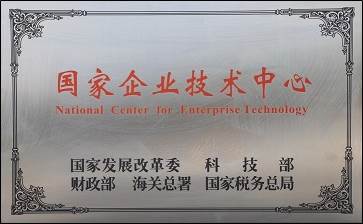 国家企业技术中心
National Center for Enterprise Technology
国家发展改革委 科技部
财政部 海关总署 国家税务总局